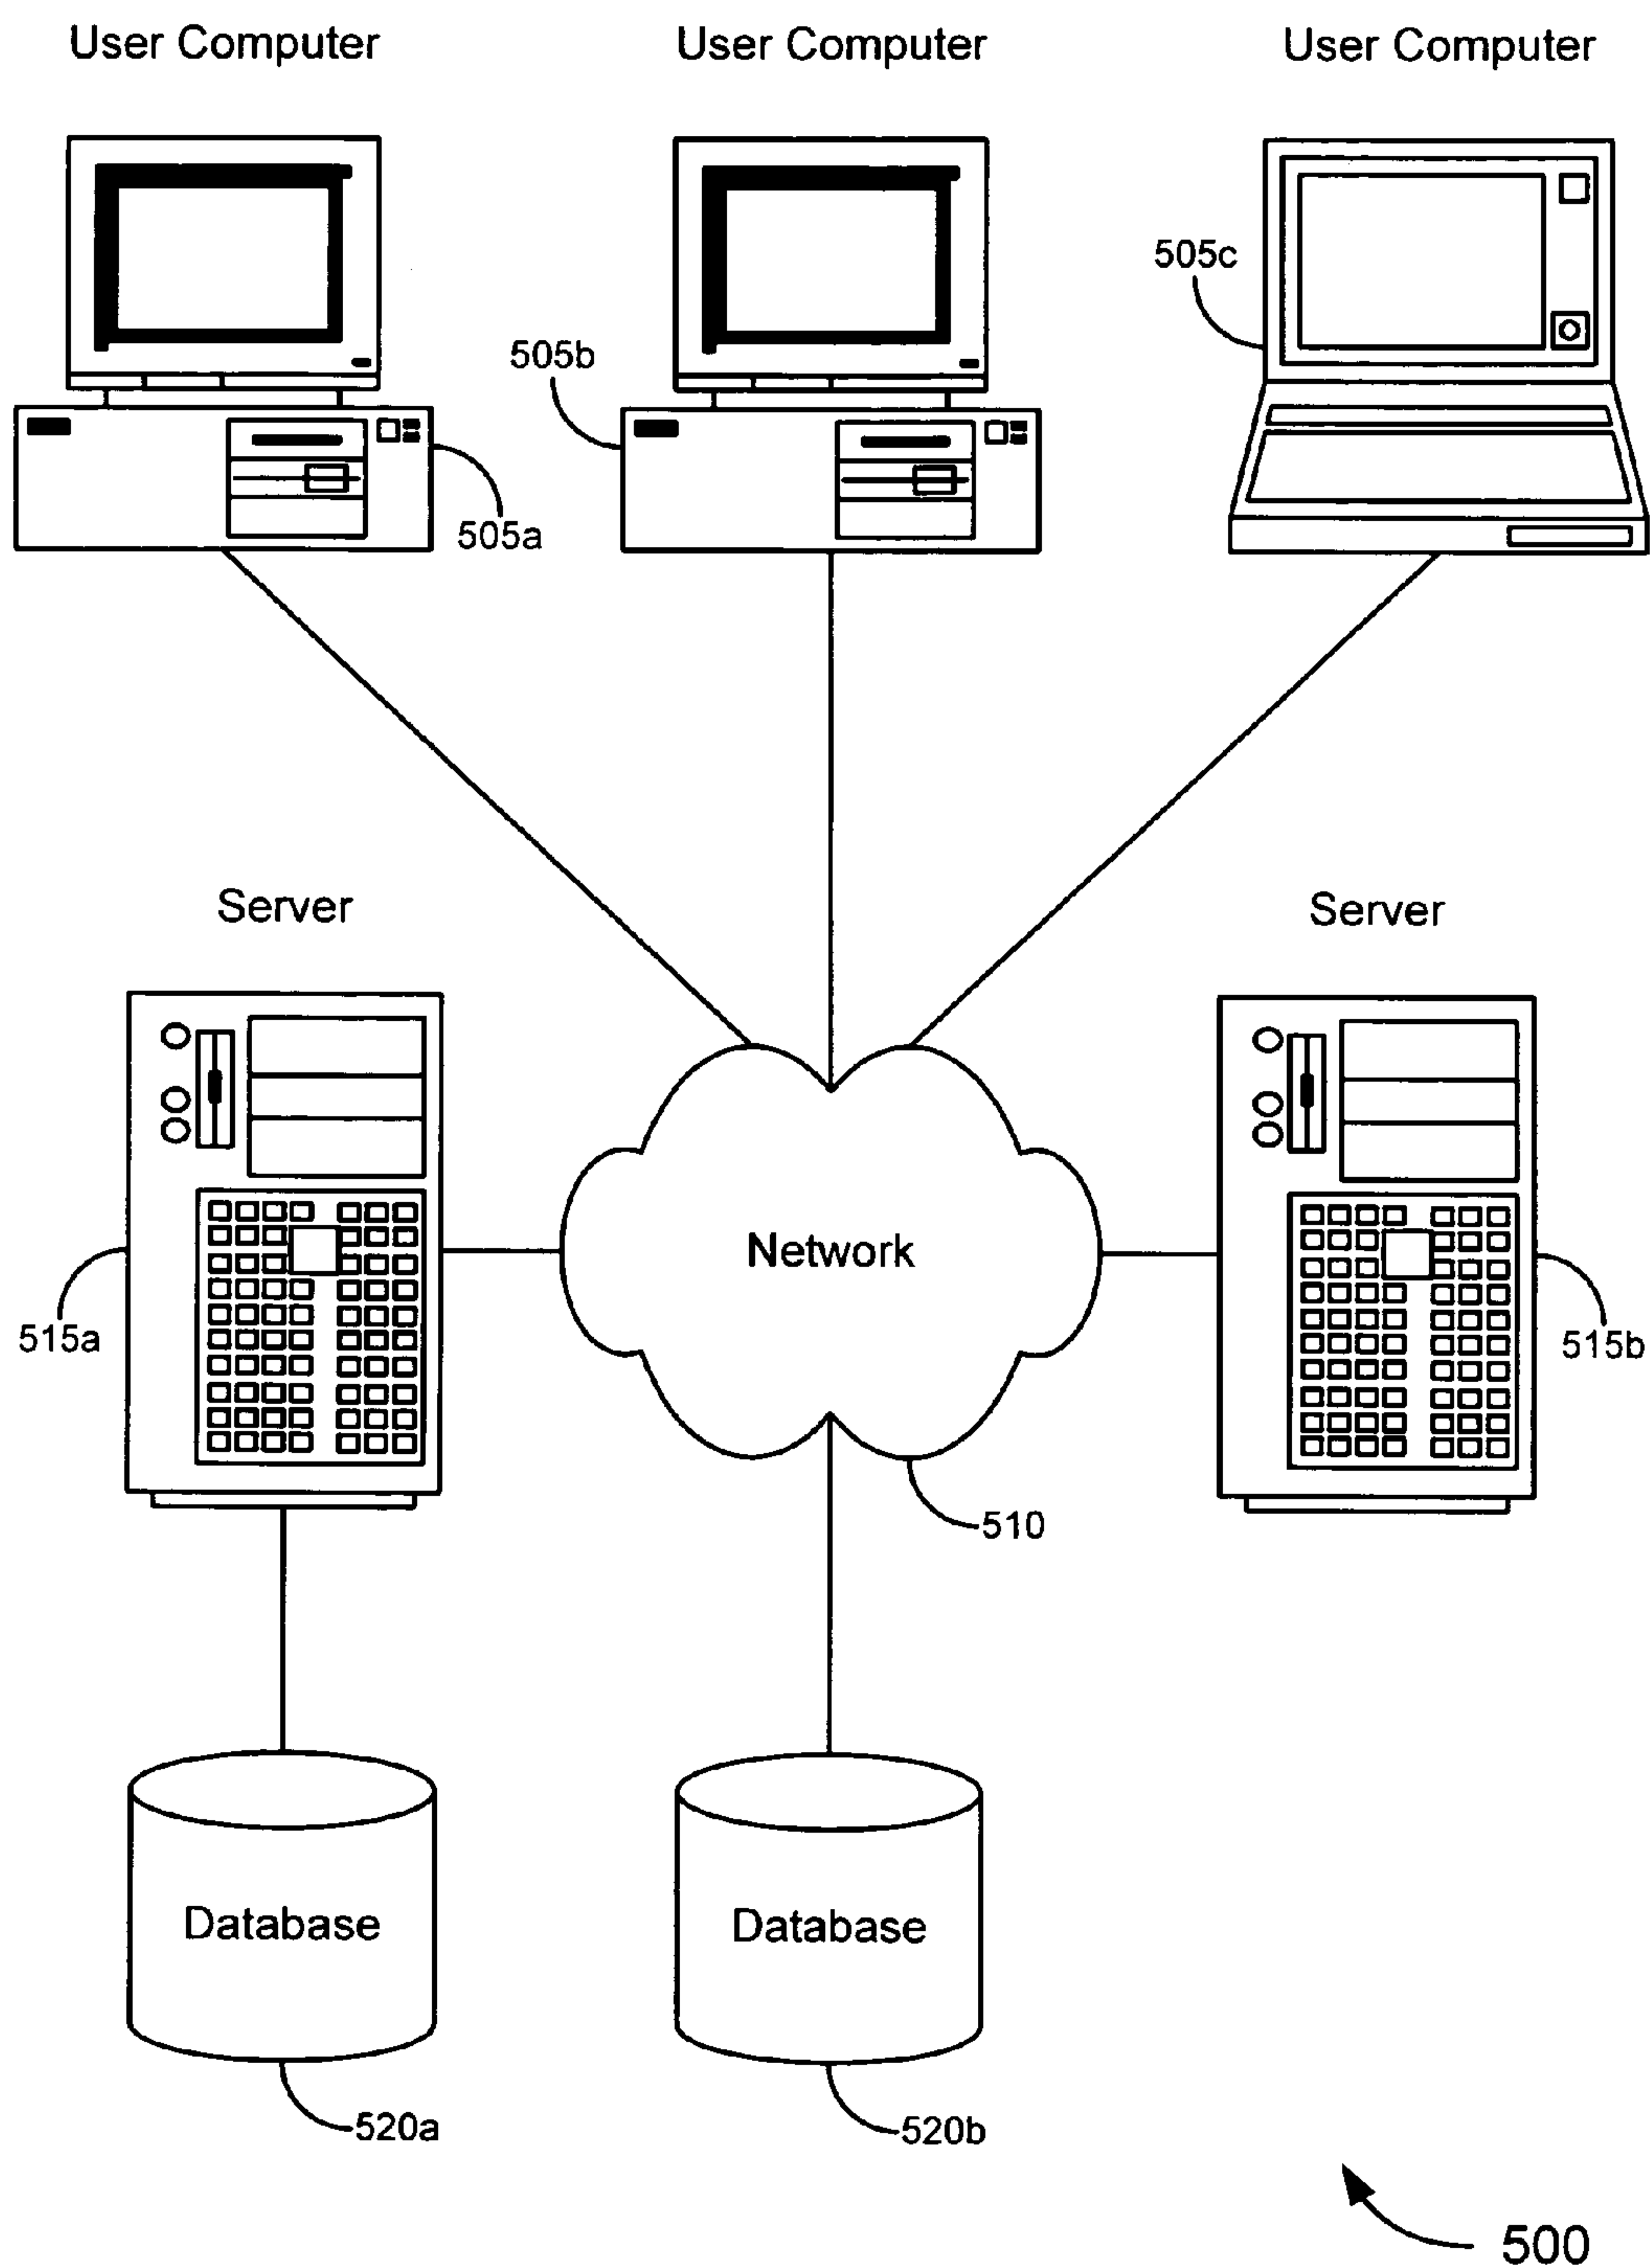 User Computer
User Computer
User Computer
505c
505b
505a
Server
Server
Network
515a
515b
510
Database
Database
520a
520b
500